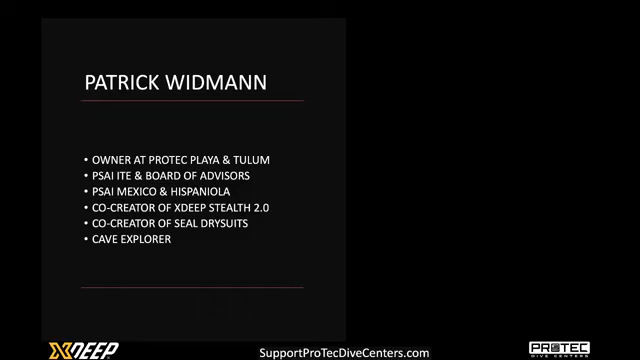 PATRICK WIDMANN
• OWNER AT PROTEC PLAYA & TULUM
• PSAI ITE & BOARD OF ADVISORS
• PSAI MEXICO & HISPANIOLA
• CO-CREATOR OF XDEEP STEALTH 2.0
• CO-CREATOR OF SEAL DRYSUITS
• CAVE EXPLORER
XDEEP
SupportProTecDiveCenters.com
PROTEC
DIVE CENTERS